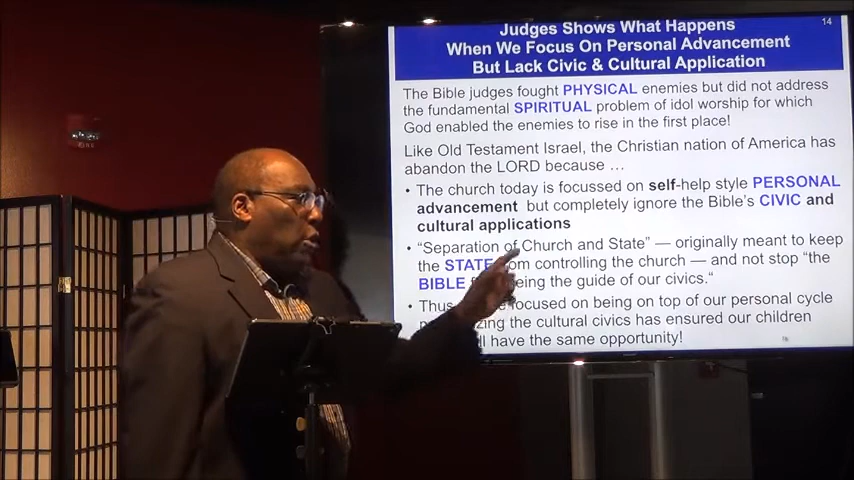 14
Judges Shows What Happens
When We Focus On Personal Advancement
But Lack Civic & Cultural Application
The Bible judges fought PHYSICAL enemies but did not address
the fundamental SPIRITUAL problem of idol worship for which
God enabled the enemies to rise in the first place!
Like Old Testament Israel, the Christian nation of America has
abandon the LORD because …
• The church today is focussed on self-help style PERSONAL
advancement but completely ignore the Bible's CIVIC and
cultural applications
• “Separation of Church and State” — originally meant to keep
the STATE from controlling the church — and not stop “the
BIBLE being the guide of our civics.“
• Thus focused on being on top of our personal cycle
the cultural civics has ensured our children
have the same opportunity!